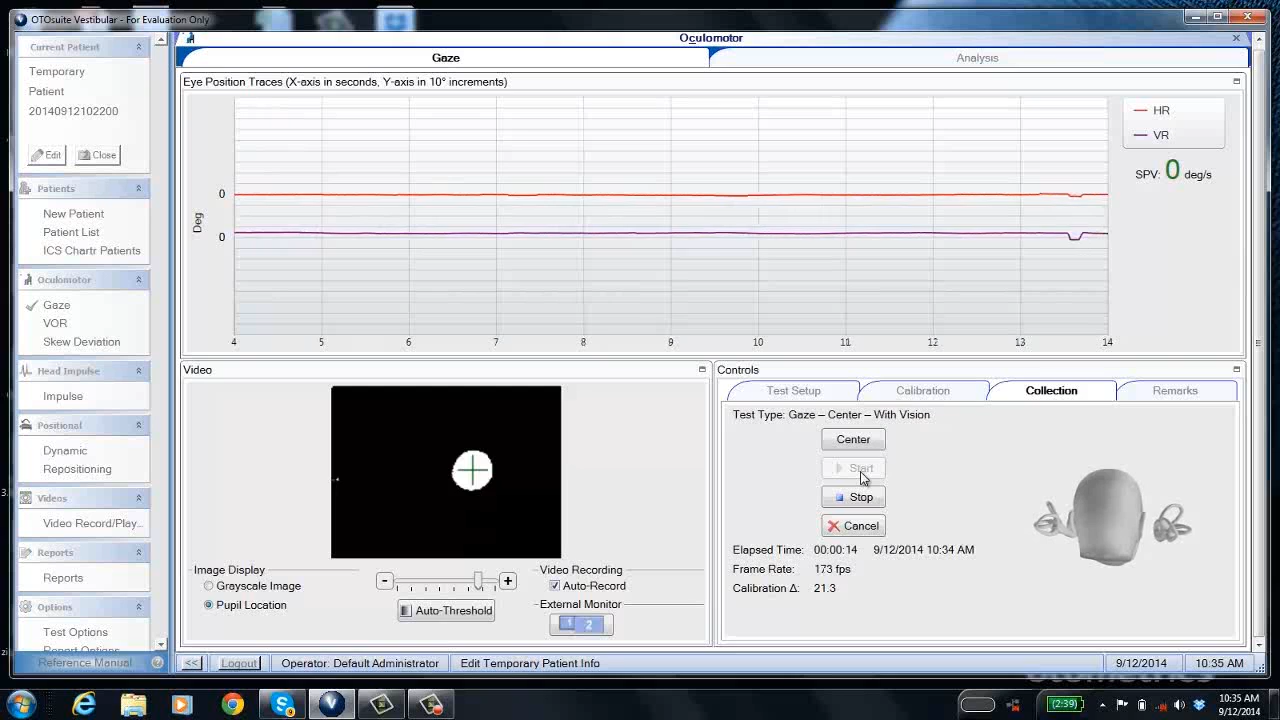 OTOsuite Vestibular - For Evaluation Only
Current Patient
Temporary
Patient
20140912102200
Edit
Close
Patients
New Patient
Patient List
ICS Chartr Patients
Oculomotor
Gaze
VOR
Skew Deviation
Head Impulse
Impulse
Positional
Dynamic
Repositioning
Videos
Video Record/Play...
Reports
Reports
Options
Test Options
Report Options
Reference Manual
Oculomotor
Gaze
Analysis
Eye Position Traces (X-axis in seconds, Y-axis in 10° increments)
Deg
0
0
4 5 6 7 8 9 10 11 12 13 14
HR
VR
SPV: 0 deg/s
Video
Image Display
Grayscale Image
Pupil Location
- +
Auto-Threshold
Video Recording
Auto-Record
External Monitor
1 2
Controls
Test Setup
Calibration
Collection
Remarks
Test Type: Gaze – Center – With Vision
Center
Start
Stop
Cancel
Elapsed Time: 00:00:14 9/12/2014 10:34 AM
Frame Rate: 173 fps
Calibration Δ: 21.3
<< Logout Operator: Default Administrator Edit Temporary Patient Info 9/12/2014 10:35 AM
(2:39)
10:35 AM
9/12/2014